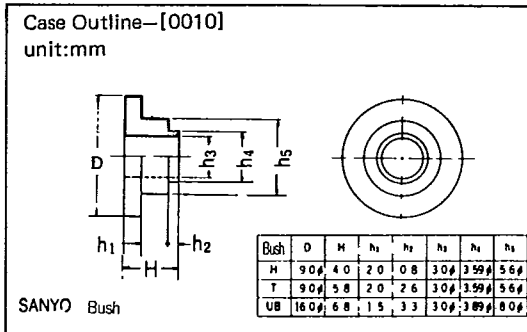 Case Outline—[0010]
unit:mm
D
h3
h4
h5
h1
h2
H
Bush D H h1 h2 h3 h4 h5
H 9.0φ 4.0 2.0 0.8 3.0φ 3.59φ 5.6φ
T 9.0φ 5.8 2.0 2.6 3.0φ 3.59φ 5.6φ
UB 16.0φ 6.8 1.5 3.3 3.0φ 3.89φ 8.0φ
SANYO Bush